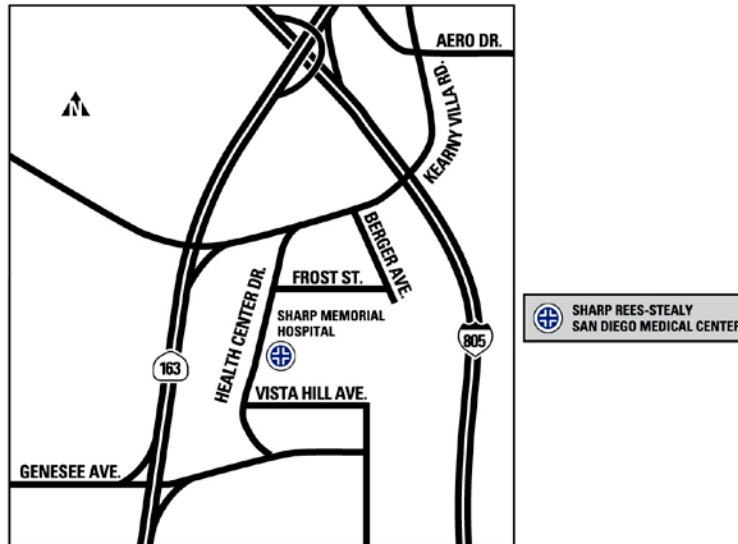 AERO DR.
KEARNY VILLA RD.
N
BERGER AVE.
FROST ST.
HEALTH CENTER DR.
SHARP MEMORIAL
HOSPITAL
805
SHARP REES-STEALY
SAN DIEGO MEDICAL CENTER
163
VISTA HILL AVE.
GENESEE AVE.